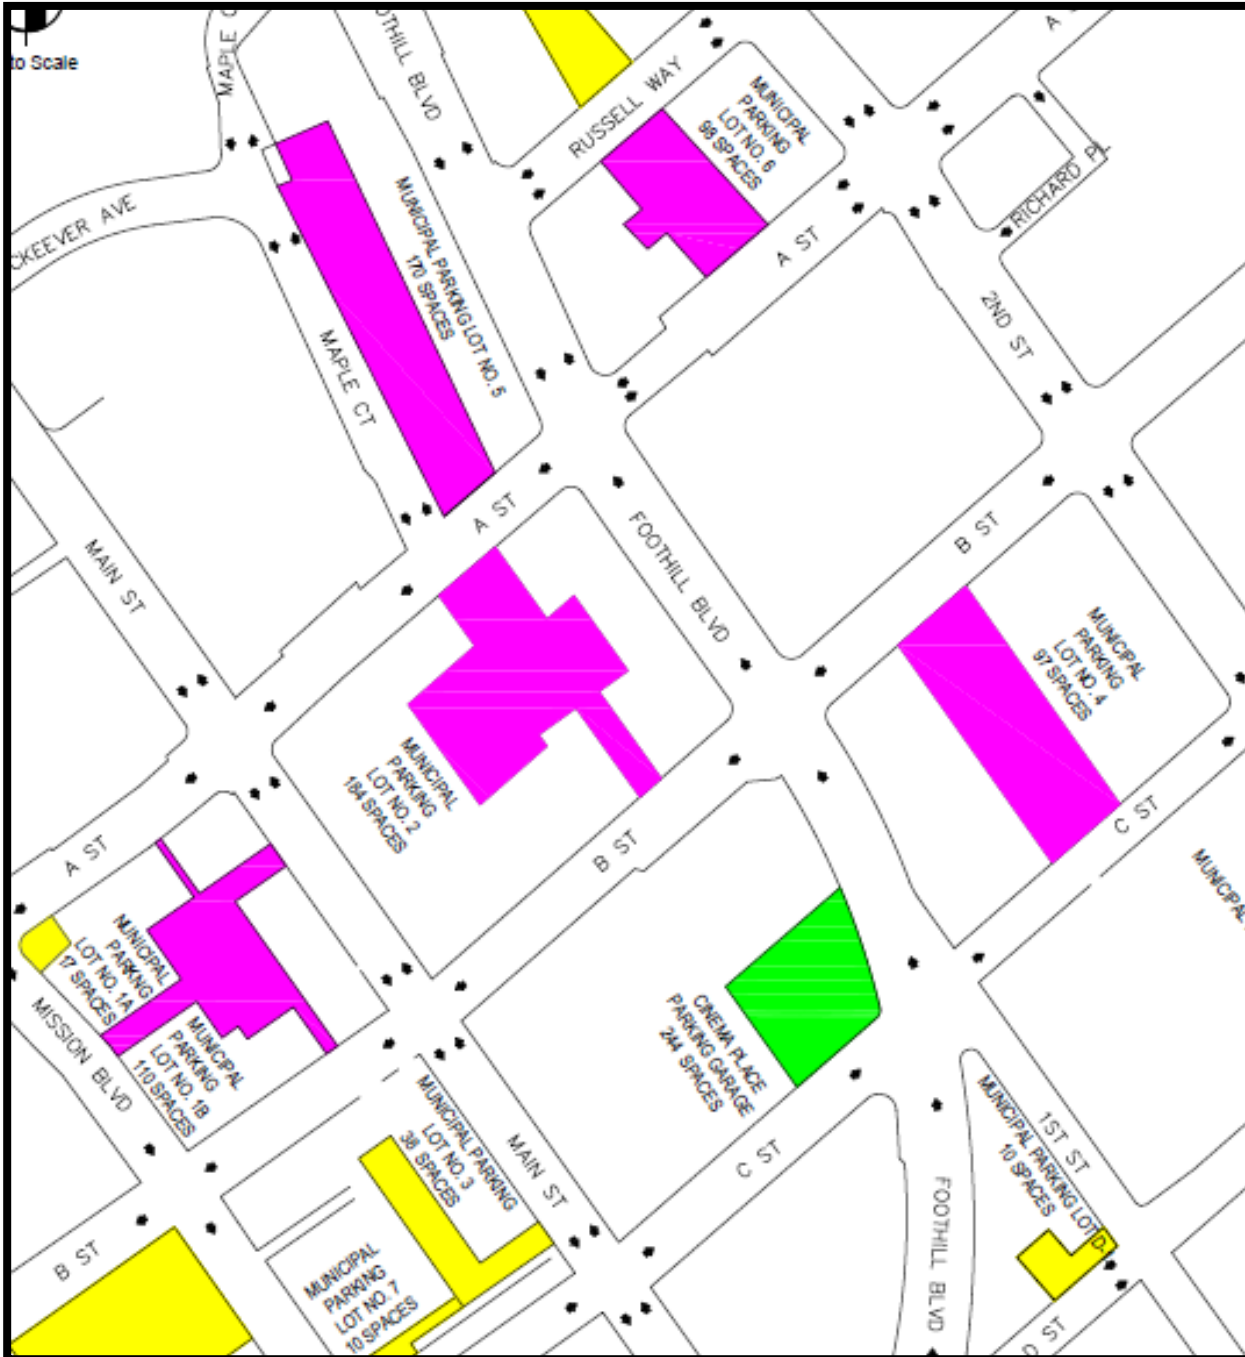 to Scale
MAPLE C
OTHILL BLVD
RUSSELL WAY
MUNICIPAL
PARKING
LOT NO. 6
98 SPACES
A
RICHARD PL
CKEEVER AVE
MUNICIPAL PARKING LOT NO. 5
170 SPACES
A ST
2ND ST
MAPLE CT
A ST
FOOTHILL BLVD
B ST
MAIN ST
MUNICIPAL
PARKING
LOT NO. 4
97 SPACES
MUNICIPAL
PARKING
LOT NO. 2
184 SPACES
B ST
C ST
A ST
MUNICIPAL
MUNICIPAL
PARKING
LOT NO. 1A
17 SPACES
MISSION BLVD
MUNICIPAL
PARKING
LOT NO. 1B
110 SPACES
CINEMA PLACE
PARKING GARAGE
244 SPACES
MUNICIPAL PARKING
LOT NO. 3
38 SPACES
MAIN ST
C ST
MUNICIPAL PARKING LOT D-
10 SPACES
1ST ST
FOOTHILL BLVD
B ST
MUNICIPAL
PARKING
LOT NO. 7
10 SPACES
D ST